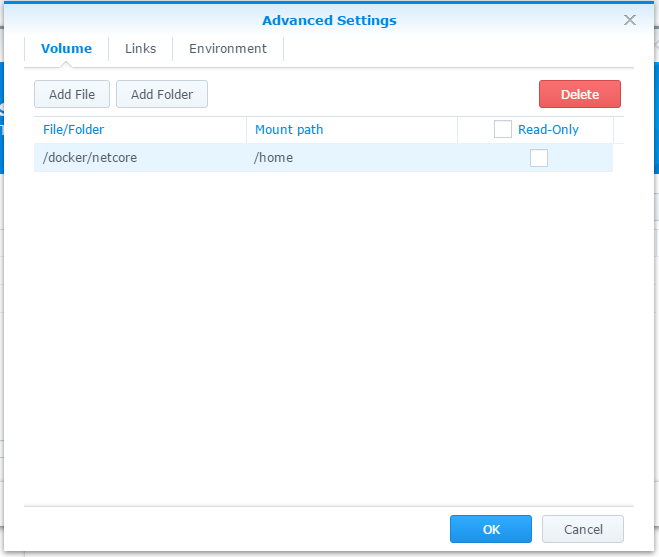 Advanced Settings
Volume Links Environment
Add File Add Folder Delete
File/Folder Mount path Read-Only
/docker/netcore /home
OK Cancel